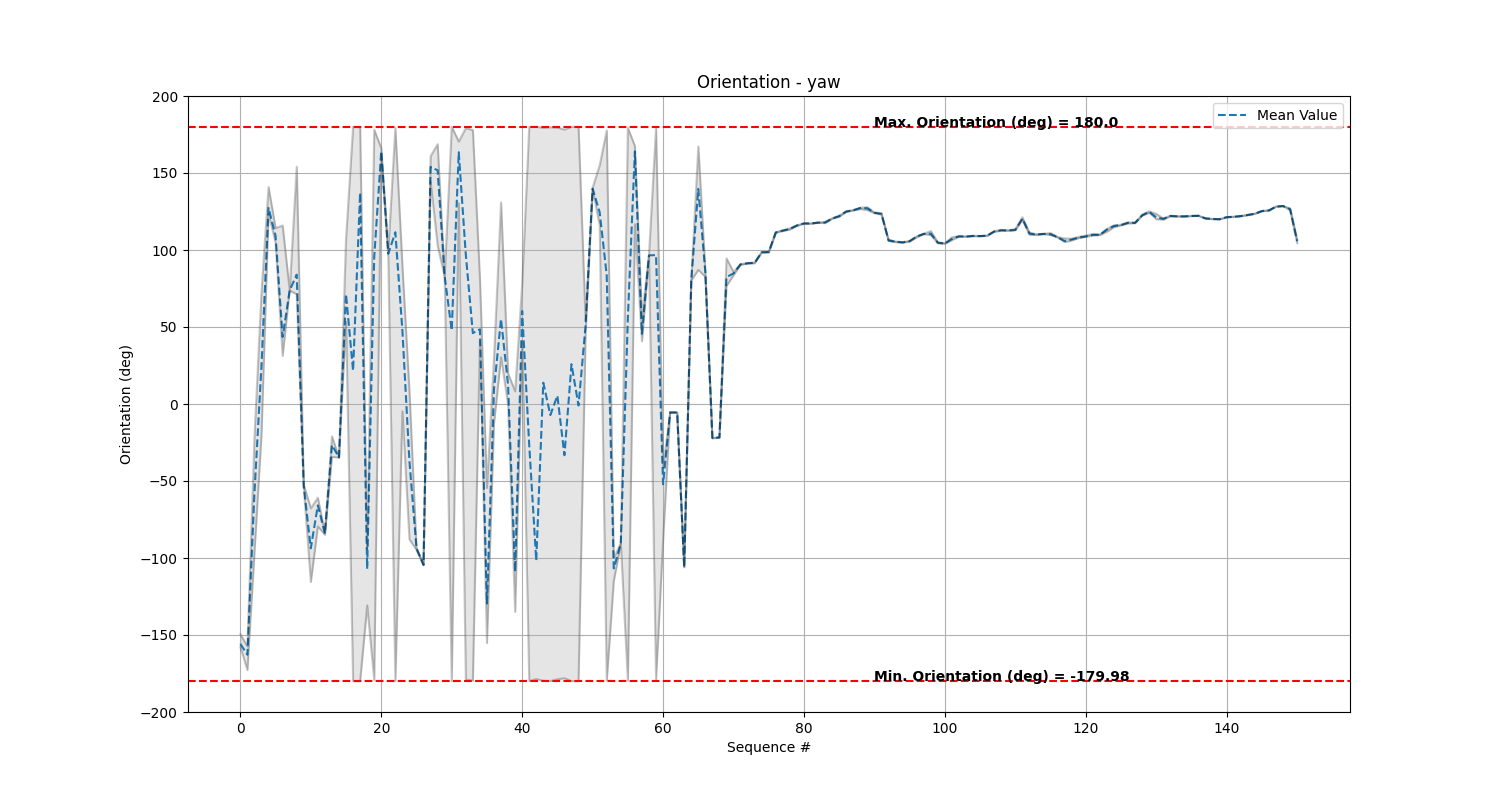 Orientation - yaw
200
150
100
50
0
−50
−100
−150
−200
Orientation (deg)
Max. Orientation (deg) = 180.0
Mean Value
Min. Orientation (deg) = -179.98
0 20 40 60 80 100 120 140
Sequence #